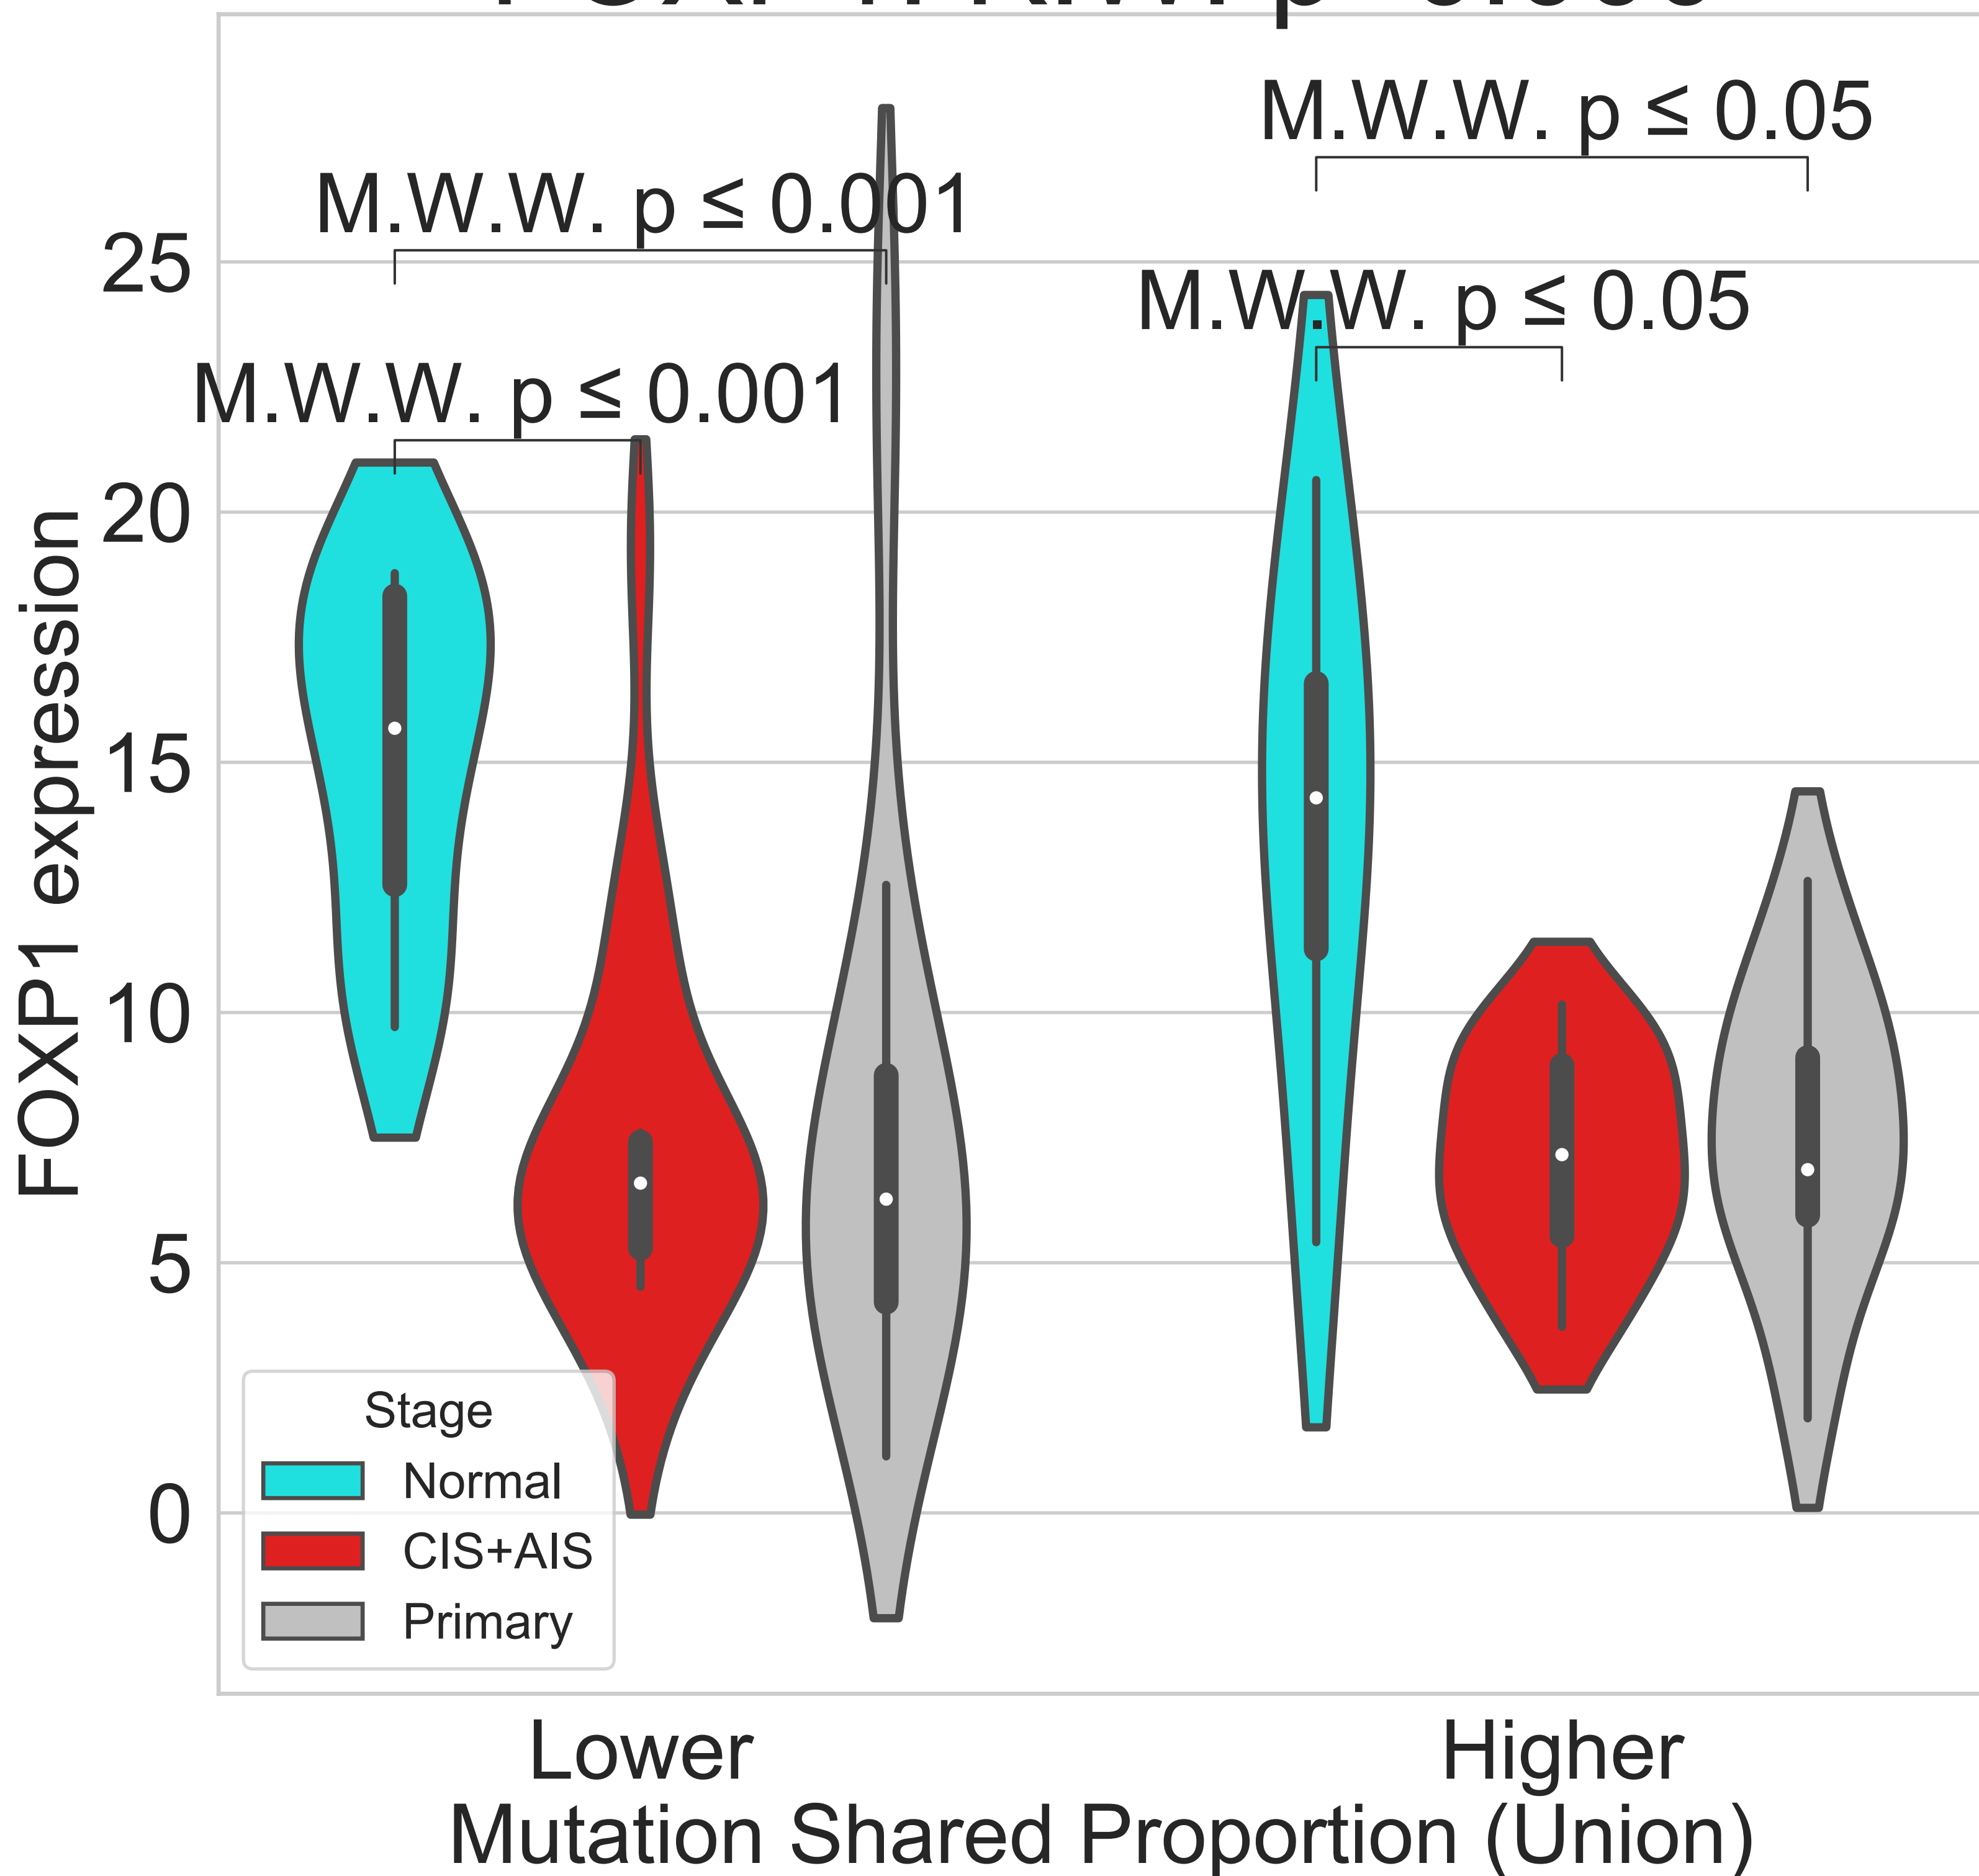 M.W.W. p ≤ 0.05
M.W.W. p ≤ 0.001
M.W.W. p ≤ 0.05
M.W.W. p ≤ 0.001
FOXP1 expression
25
20
15
10
5
0
Stage
Normal
CIS+AIS
Primary
Lower
Higher
Mutation Shared Proportion (Union)